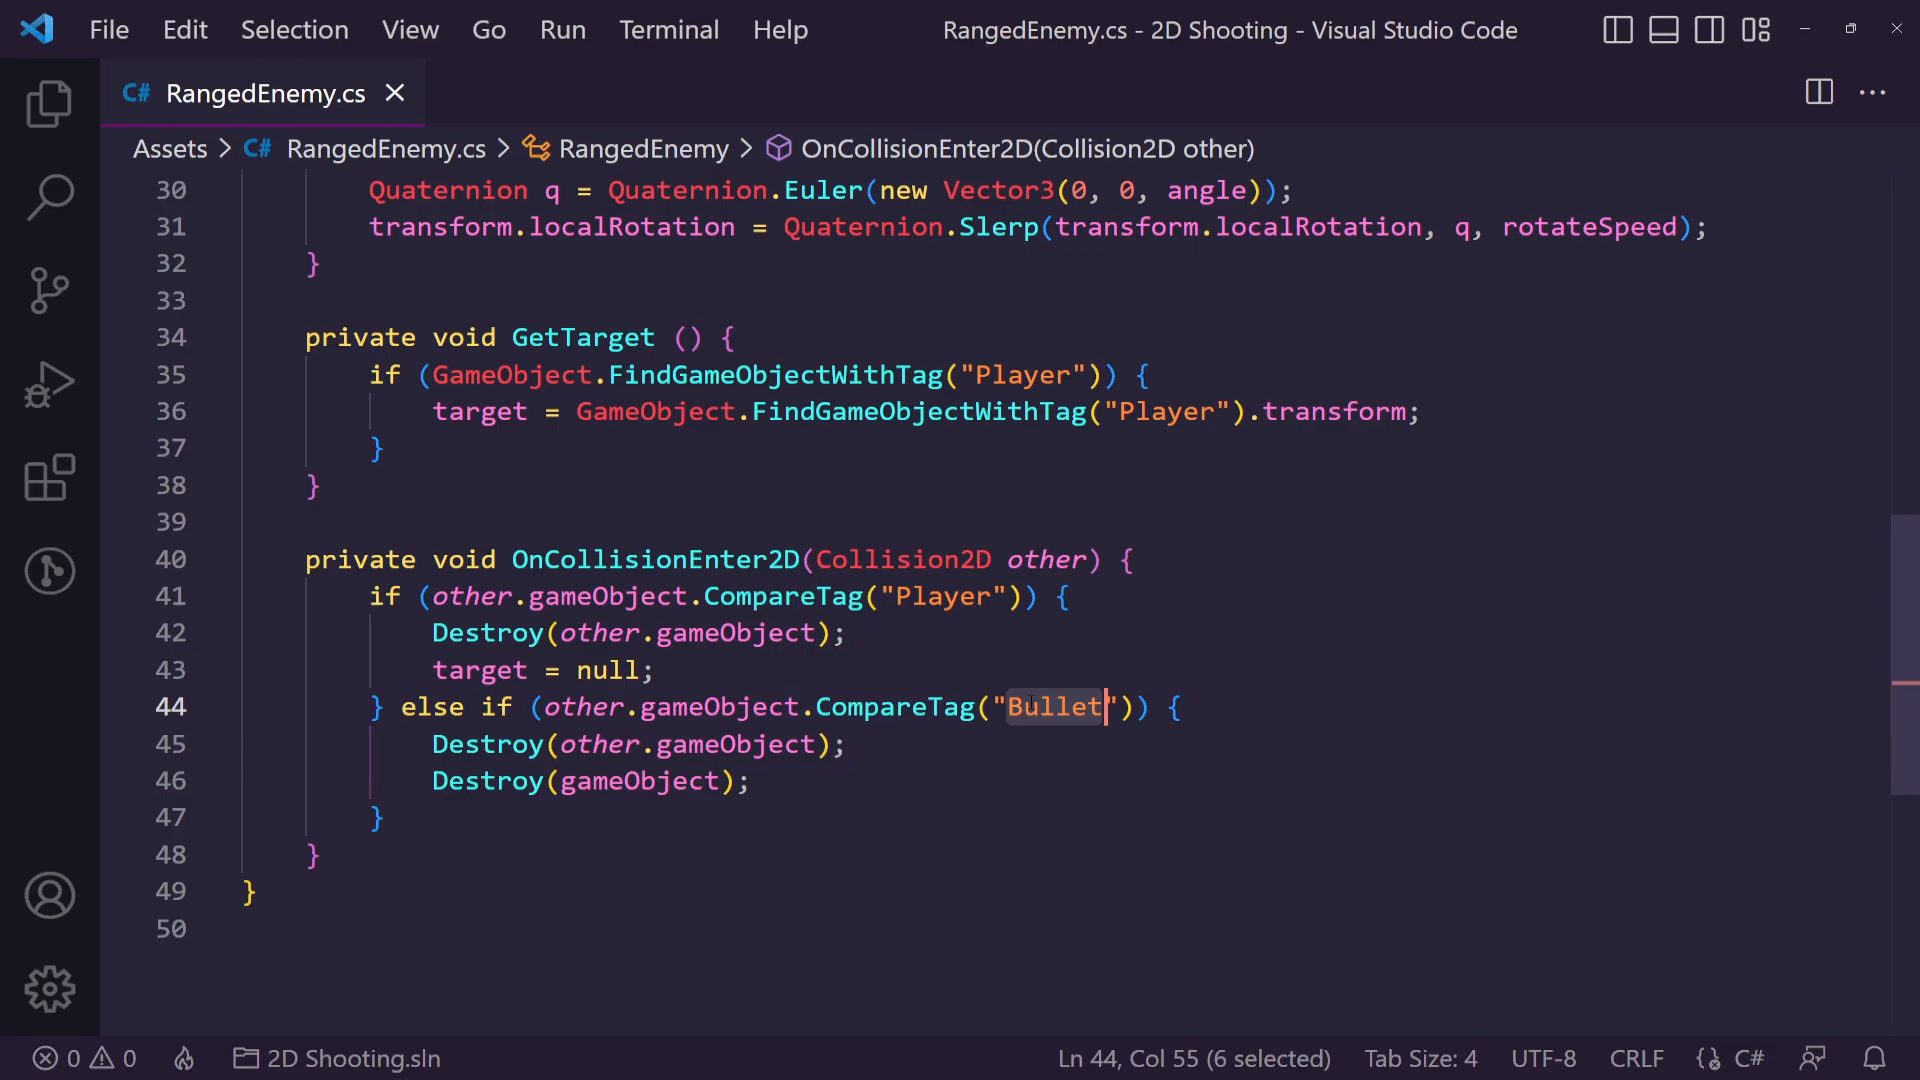 File Edit Selection View Go Run Terminal Help RangedEnemy.cs - 2D Shooting - Visual Studio Code
C# RangedEnemy.cs
Assets > C# RangedEnemy.cs > RangedEnemy > OnCollisionEnter2D(Collision2D other)
30 Quaternion q = Quaternion.Euler(new Vector3(0, 0, angle));
31 transform.localRotation = Quaternion.Slerp(transform.localRotation, q, rotateSpeed);
32 }
33
34 private void GetTarget () {
35 if (GameObject.FindGameObjectWithTag("Player")) {
36 target = GameObject.FindGameObjectWithTag("Player").transform;
37 }
38 }
39
40 private void OnCollisionEnter2D(Collision2D other) {
41 if (other.gameObject.CompareTag("Player")) {
42 Destroy(other.gameObject);
43 target = null;
44 } else if (other.gameObject.CompareTag("Bullet")) {
45 Destroy(other.gameObject);
46 Destroy(gameObject);
47 }
48 }
49 }
50
0 0 2D Shooting.sln Ln 44, Col 55 (6 selected) Tab Size: 4 UTF-8 CRLF C#